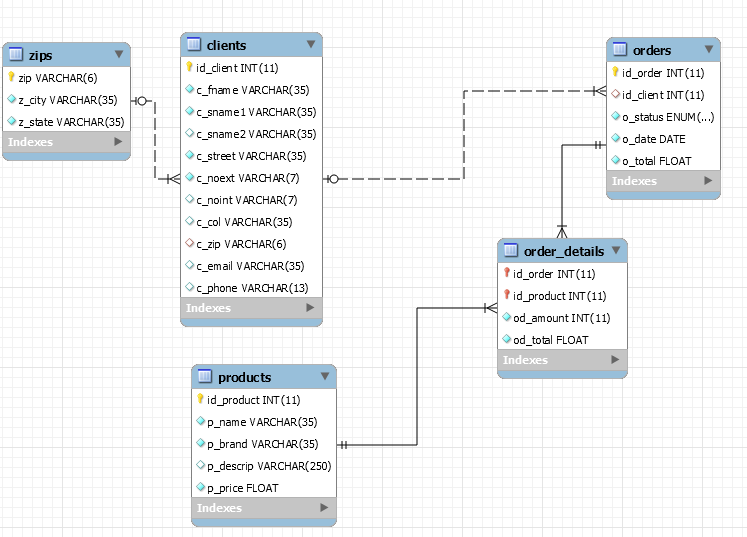 zips
zip VARCHAR(6)
z_city VARCHAR(35)
z_state VARCHAR(35)
Indexes
clients
id_client INT(11)
c_fname VARCHAR(35)
c_sname1 VARCHAR(35)
c_sname2 VARCHAR(35)
c_street VARCHAR(35)
c_noext VARCHAR(7)
c_noint VARCHAR(7)
c_col VARCHAR(35)
c_zip VARCHAR(6)
c_email VARCHAR(35)
c_phone VARCHAR(13)
Indexes
orders
id_order INT(11)
id_client INT(11)
o_status ENUM(...)
o_date DATE
o_total FLOAT
Indexes
order_details
id_order INT(11)
id_product INT(11)
od_amount INT(11)
od_total FLOAT
Indexes
products
id_product INT(11)
p_name VARCHAR(35)
p_brand VARCHAR(35)
p_descrip VARCHAR(250)
p_price FLOAT
Indexes